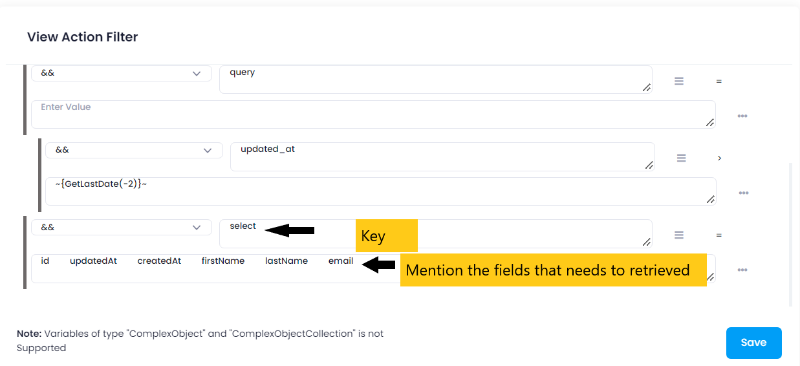 View Action Filter
&& query =
Enter Value •••
&& updated_at >
~{GetLastDate(-2)}~ •••
&& select Key =
id updatedAt createdAt firstName lastName email Mention the fields that needs to retrieved •••
Note: Variables of type "ComplexObject" and "ComplexObjectCollection" is not
Supported
Save